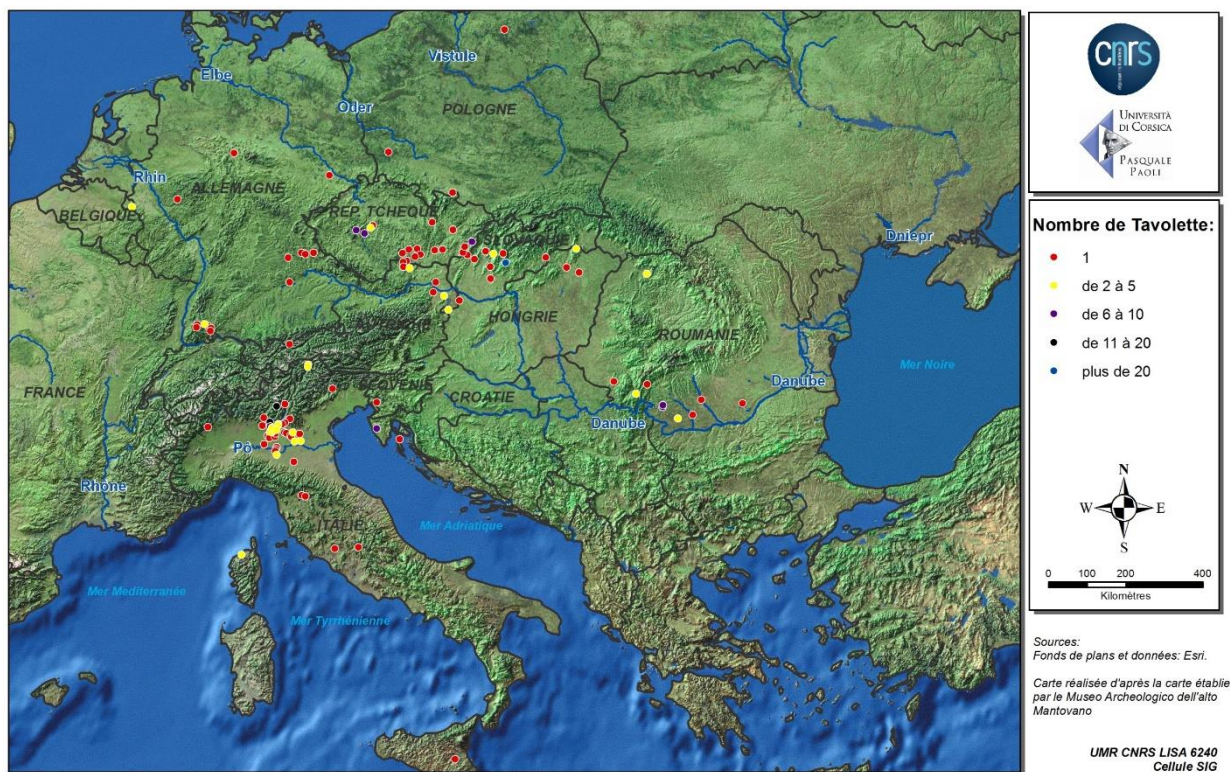 Vistule
Elbe
Oder
POLOGNE
Rhin
ALLEMAGNE
BELGIQUE
REP. TCHEQUE
SLOVAQUIE
Dnièpr
AUTRICHE
HONGRIE
ROUMANIE
SLOVENIE
FRANCE
CROATIE
Danube
Danube
Mer Noire
Pô
Rhône
ITALIE
Mer Adriatique
Mer Mediterranée
Mer Tyrrhénienne
cnrs
UNIVERSITÀ
DI CORSICA
PASQUALE
PAOLI
Nombre de Tavolette:
1
de 2 à 5
de 6 à 10
de 11 à 20
plus de 20
N
W
E
S
0 100 200 400
Kilomètres
Sources:
Fonds de plans et données: Esri.
Carte réalisée d'après la carte établie
par le Museo Archeologico dell'alto
Mantovano
UMR CNRS LISA 6240
Cellule SIG